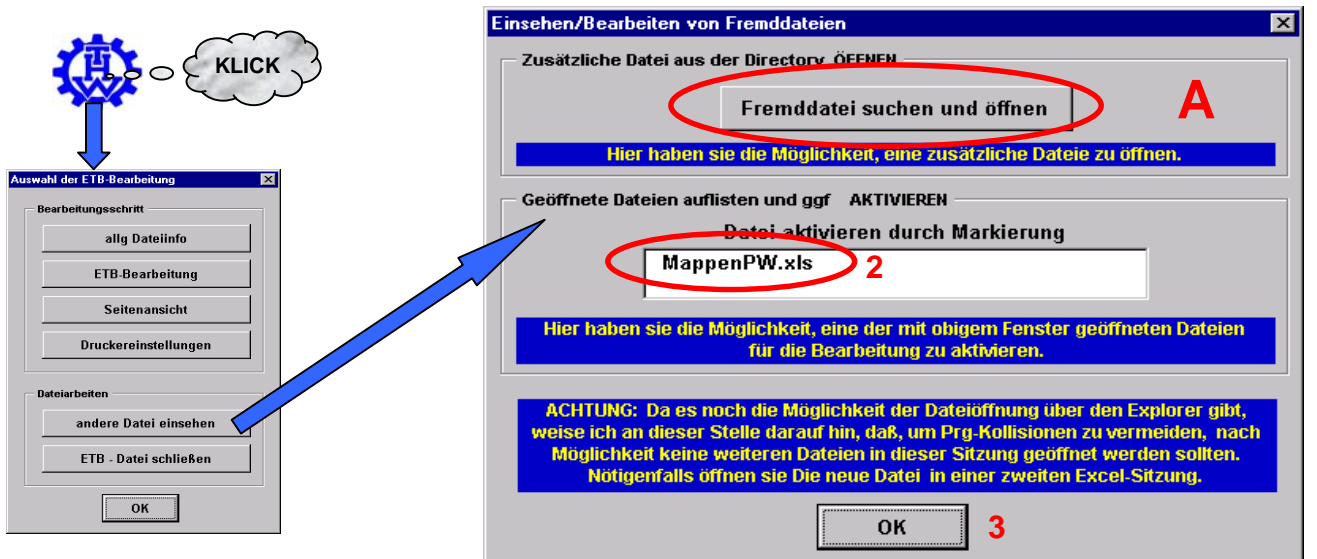 THW
KLICK
Auswahl der ETB-Bearbeitung
Bearbeitungsschritt
allg Dateiinfo
ETB-Bearbeitung
Seitenansicht
Druckereinstellungen
Dateiarbeiten
andere Datei einsehen
ETB - Datei schließen
OK
Einsehen/Bearbeiten von Fremddateien
Zusätzliche Datei aus der Directory ÖFFNEN
Fremddatei suchen und öffnen
A
Hier haben sie die Möglichkeit, eine zusätzliche Dateie zu öffnen.
Geöffnete Dateien auflisten und ggf AKTIVIEREN
Datei aktivieren durch Markierung
MappenPW.xls
2
Hier haben sie die Möglichkeit, eine der mit obigem Fenster geöffneten Dateien
für die Bearbeitung zu aktivieren.
ACHTUNG: Da es noch die Möglichkeit der Dateiöffnung über den Explorer gibt,
weise ich an dieser Stelle darauf hin, daß, um Prg-Kollisionen zu vermeiden, nach
Möglichkeit keine weiteren Dateien in dieser Sitzung geöffnet werden sollten.
Nötigenfalls öffnen sie Die neue Datei in einer zweiten Excel-Sitzung.
OK
3